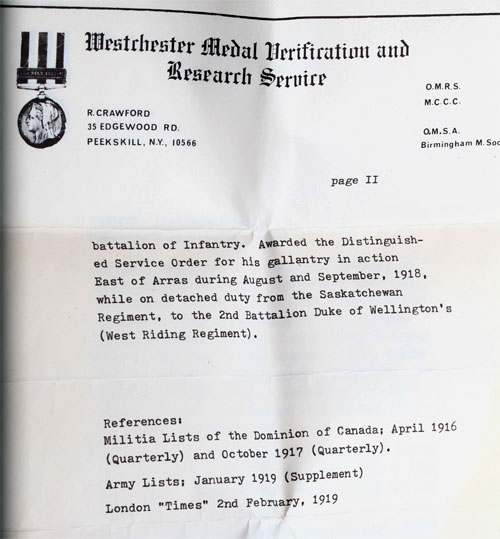 Westchester Medal Verification and
Research Service
R. CRAWFORD
35 EDGEWOOD RD.
PEEKSKILL, N.Y., 10566
O.M.R.S.
M.C.C.C.
O.M.S.A.
Birmingham M. Soc
page II
battalion of Infantry. Awarded the Distinguish-
ed Service Order for his gallantry in action
East of Arras during August and September, 1918,
while on detached duty from the Saskatchewan
Regiment, to the 2nd Battalion Duke of Wellington's
(West Riding Regiment).
References:
Militia Lists of the Dominion of Canada; April 1916
(Quarterly) and October 1917 (Quarterly).
Army Lists; January 1919 (Supplement)
London "Times" 2nd February, 1919